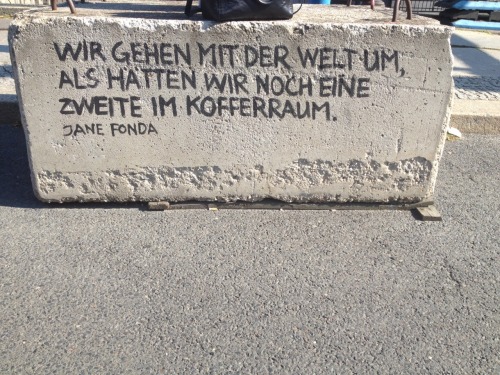 WIR GEHEN MIT DER WELT UM,
ALS HÄTTEN WIR NOCH EINE
ZWEITE IM KOFFERRAUM.
JANE FONDA